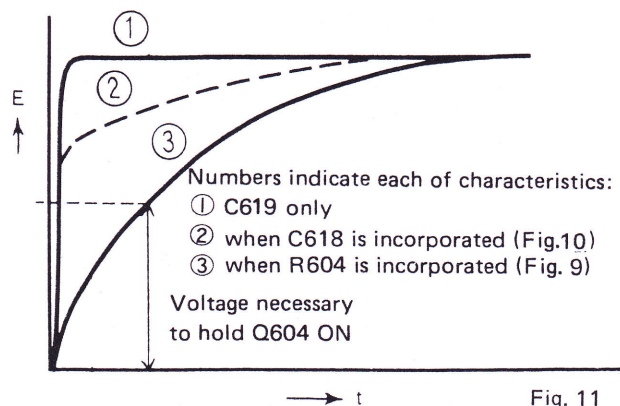 ①
②
E
③
Numbers indicate each of characteristics:
① C619 only
② when C618 is incorporated (Fig.10)
③ when R604 is incorporated (Fig. 9)
Voltage necessary
to hold Q604 ON
t
Fig. 11